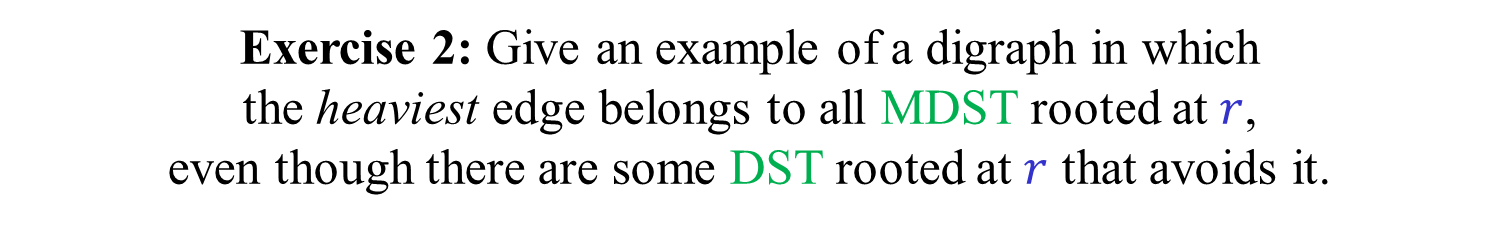 Exercise 2: Give an example of a digraph in which
the heaviest edge belongs to all MDST rooted at r,
even though there are some DST rooted at r that avoids it.